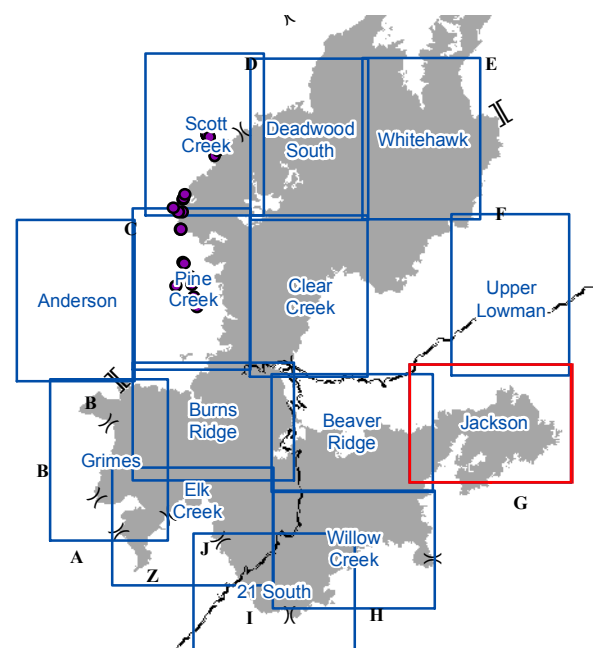 D
E
Scott
Creek
Deadwood
South
Whitehawk
C
F
Anderson
Pine
Creek
Clear
Creek
Upper
Lowman
B
Burns
Ridge
Beaver
Ridge
Jackson
B
Grimes
G
Elk
Creek
A
J
Willow
Creek
Z
21 South
I
H